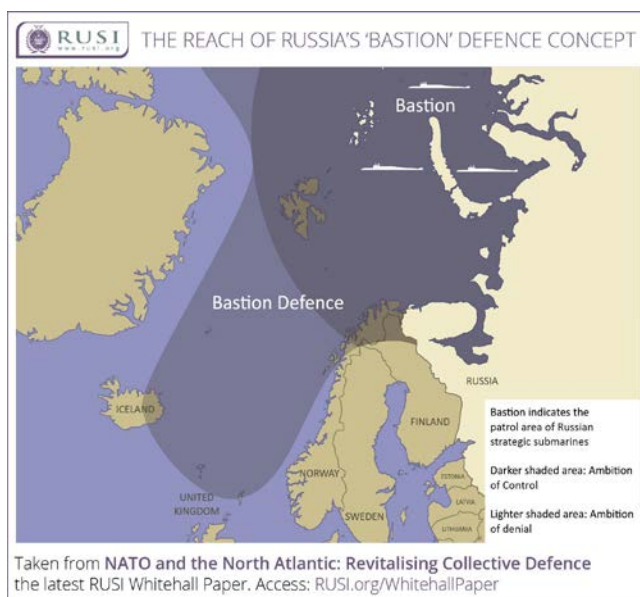 RUSI
www.rusi.org
THE REACH OF RUSSIA'S 'BASTION' DEFENCE CONCEPT
Bastion
Bastion Defence
ICELAND
RUSSIA
FINLAND
NORWAY
SWEDEN
UNITED
KINGDOM
ESTONIA
LATVIA
LITHUANIA
Bastion indicates the
patrol area of Russian
strategic submarines
Darker shaded area: Ambition
of Control
Lighter shaded area: Ambition
of denial
Taken from NATO and the North Atlantic: Revitalising Collective Defence
the latest RUSI Whitehall Paper. Access: RUSI.org/WhitehallPaper